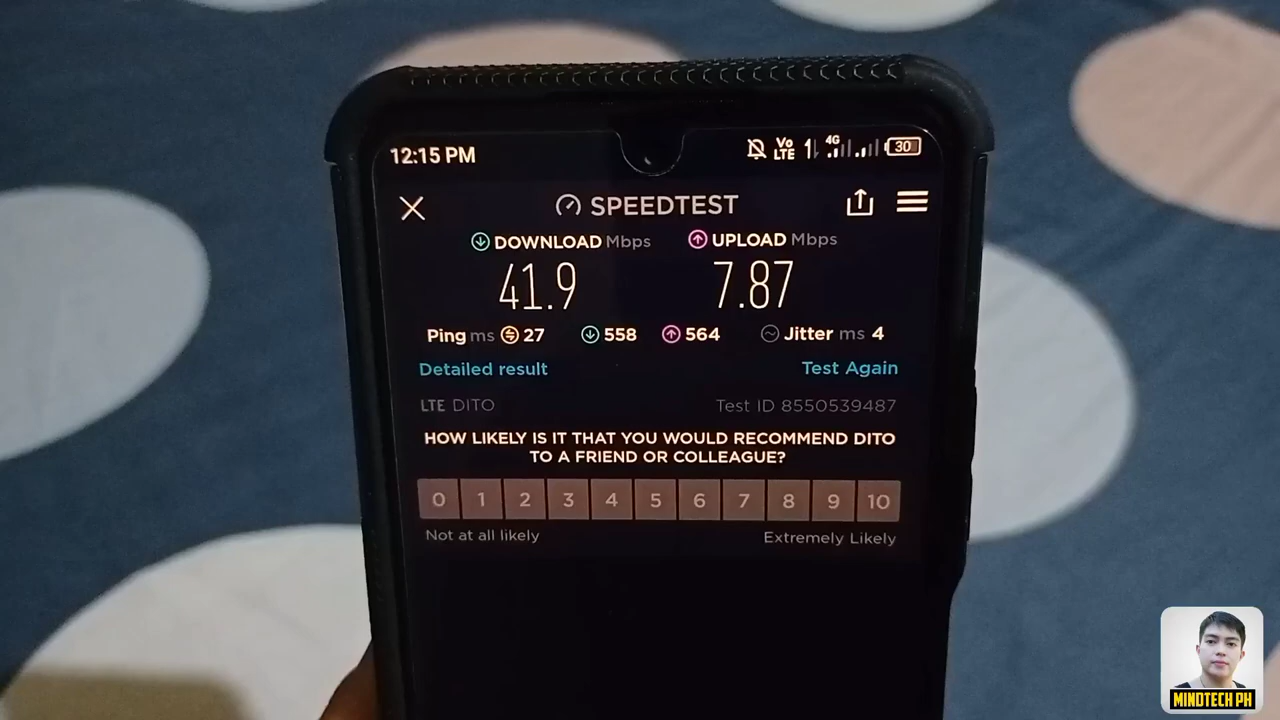 12:15 PM Vo LTE 4G 30
SPEEDTEST
DOWNLOAD Mbps UPLOAD Mbps
41.9 7.87
Ping ms 27 558 564 Jitter ms 4
Detailed result Test Again
LTE DITO Test ID 8550539487
HOW LIKELY IS IT THAT YOU WOULD RECOMMEND DITO
TO A FRIEND OR COLLEAGUE?
0 1 2 3 4 5 6 7 8 9 10
Not at all likely Extremely Likely
MINDTECH PH